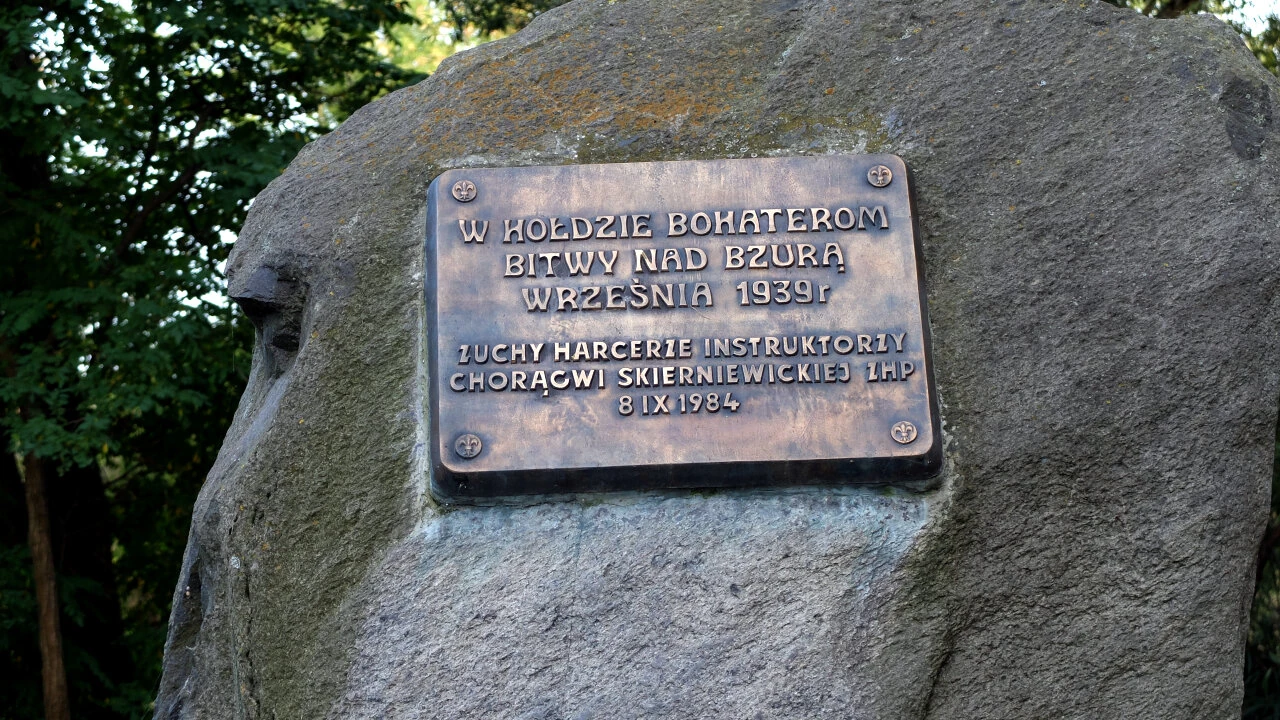 W HOŁDZIE BOHATEROM
BITWY NAD BZURĄ
WRZEŚNIA 1939r
ZUCHY HARCERZE INSTRUKTORZY
CHORĄGWI SKIERNIEWICKIEJ ZHP
8 IX 1984